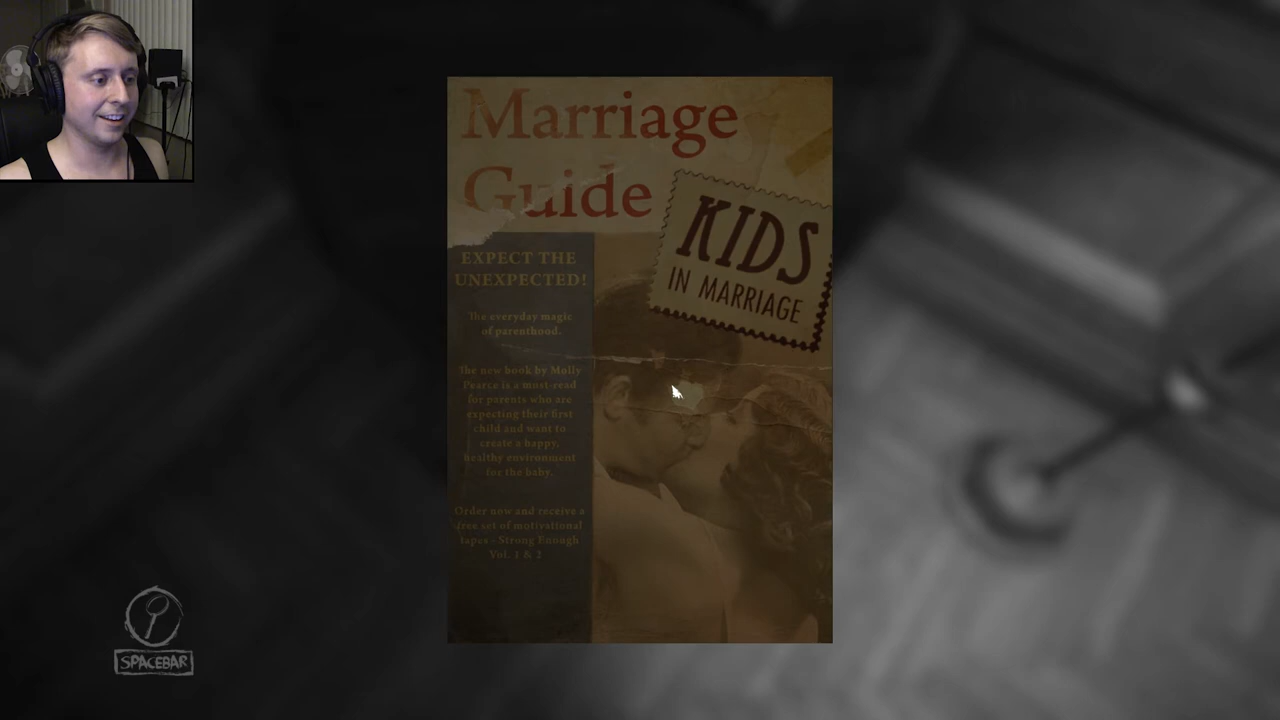 Marriage
Guide
KIDS
IN MARRIAGE
EXPECT THE
UNEXPECTED!
The everyday magic
of parenthood.
The new book by Molly
Pearce is a must-read
for parents who are
expecting their first
child and want to
create a happy,
healthy environment
for the baby.
Order now and receive a
free set of motivational
tapes - Strong Enough
Vol. 1 & 2
SPACEBAR